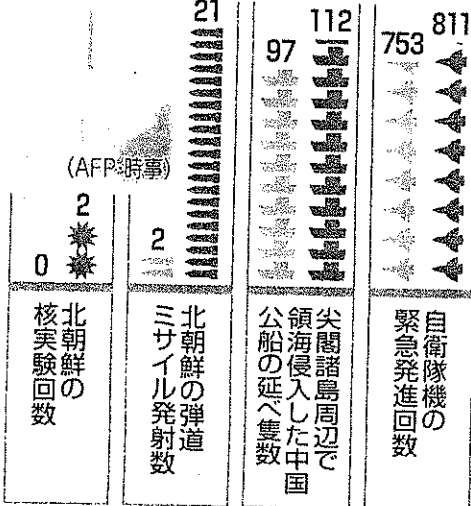 (AFP=時事)
0
2
北朝鮮の
核実験回数
2
21
北朝鮮の弾道
ミサイル発射数
97
112
尖閣諸島周辺で
領海侵入した中国
公船の延べ隻数
753
811
自衛隊機の
緊急発進回数